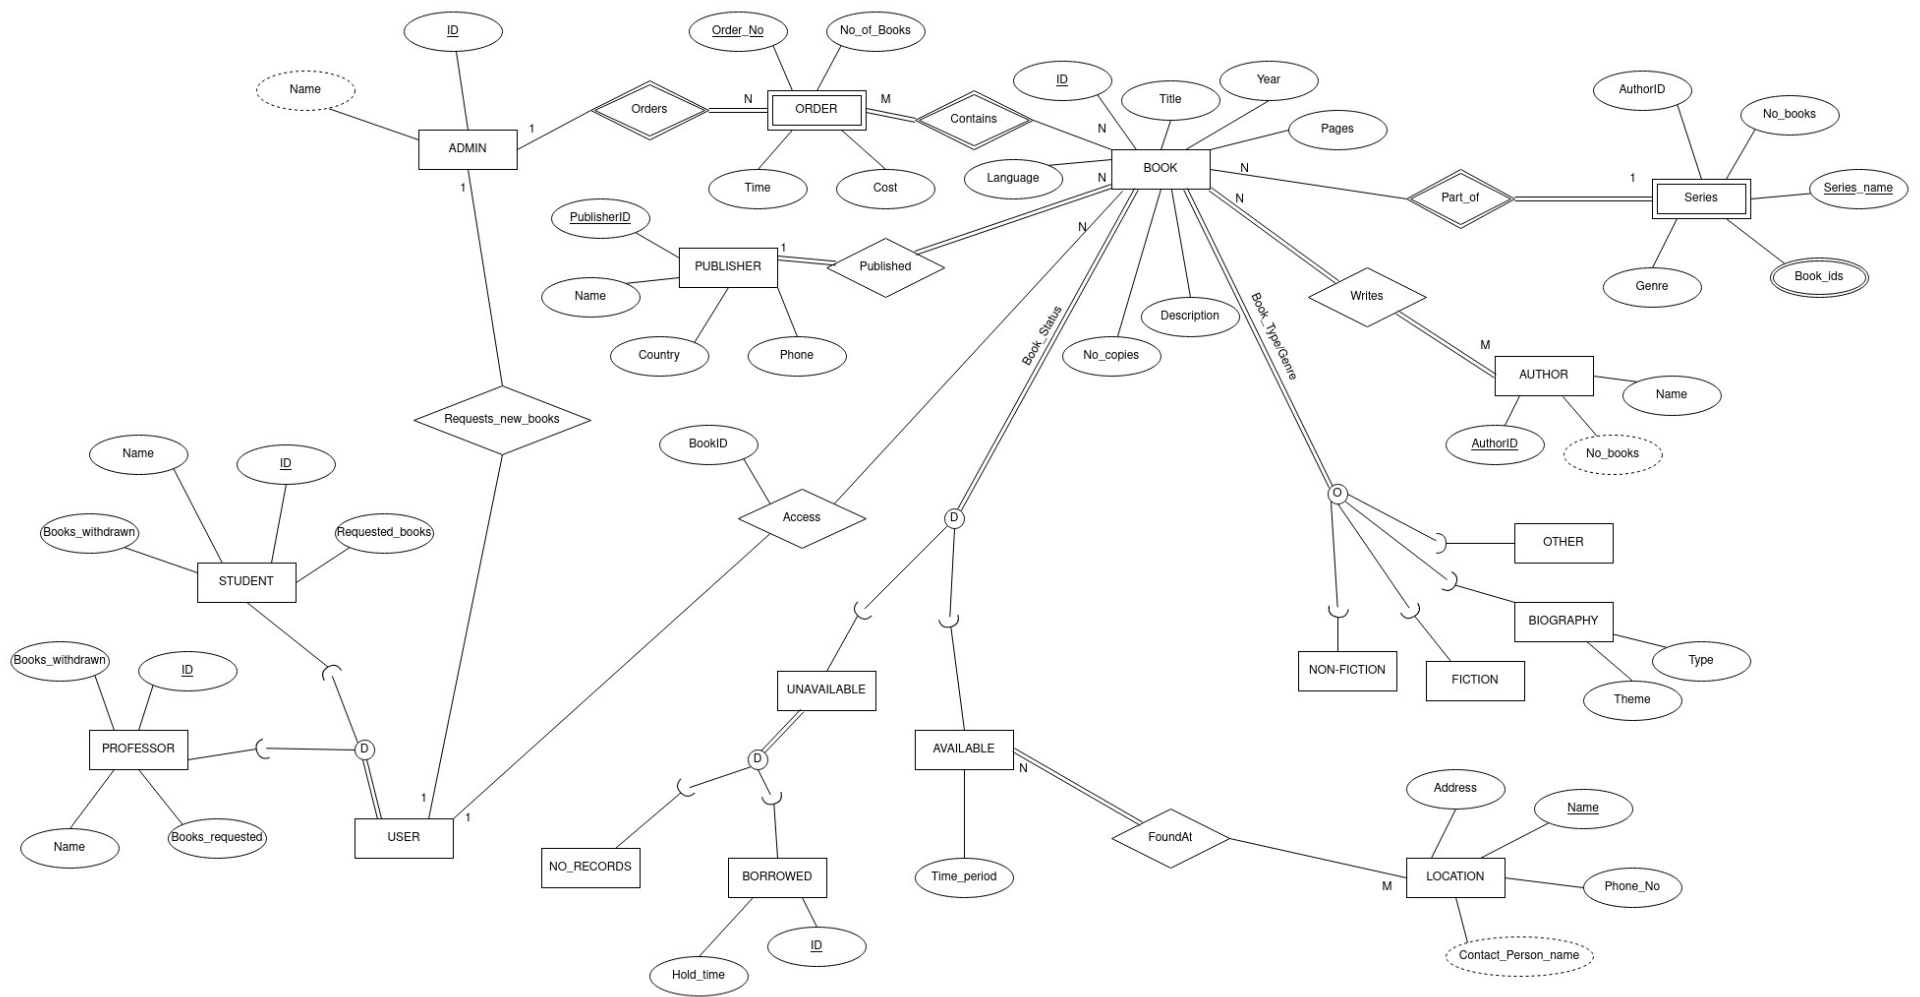 ID
Order_No
No_of_Books
Name
ID
Title
Year
AuthorID
No_books
1
Orders
N
ORDER
M
Contains
N
Pages
ADMIN
1
Time
Cost
Language
N
BOOK
N
N
Part_of
1
Series
Series_name
PublisherID
1
PUBLISHER
Published
N
Name
Country
Phone
Description
No_copies
Book_Status
Book_Type/Genre
Writes
Genre
Book_ids
M
AUTHOR
Name
AuthorID
No_books
Requests_new_books
BookID
Access
Name
ID
Books_withdrawn
Requested_books
STUDENT
D
O
OTHER
BIOGRAPHY
Type
Theme
NON-FICTION
FICTION
Books_withdrawn
ID
PROFESSOR
D
Name
Books_requested
1
1
USER
UNAVAILABLE
D
NO_RECORDS
BORROWED
Hold_time
ID
AVAILABLE
N
Time_period
FoundAt
Address
Name
M
LOCATION
Phone_No
Contact_Person_name